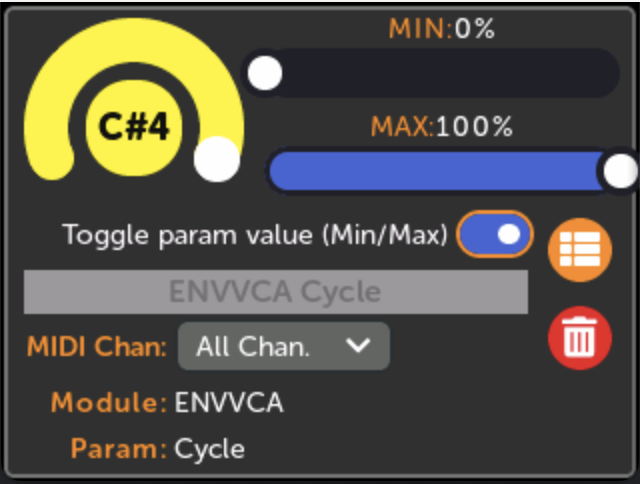 MIN:0%
C#4
MAX:100%
Toggle param value (Min/Max)
ENVVCA Cycle
MIDI Chan: All Chan.
Module: ENVVCA
Param: Cycle